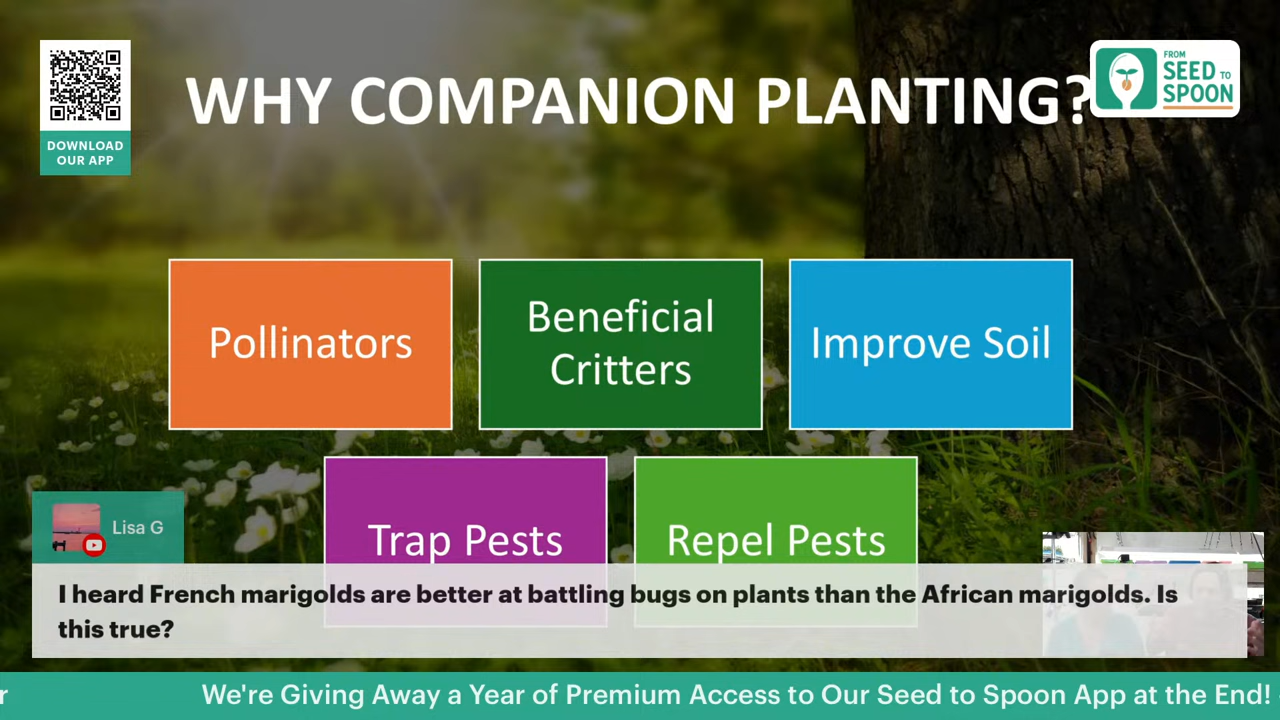 WHY COMPANION PLANTING?
FROM
SEED TO
SPOON
DOWNLOAD
OUR APP
Pollinators
Beneficial
Critters
Improve Soil
Trap Pests
Repel Pests
Lisa G
I heard French marigolds are better at battling bugs on plants than the African marigolds. Is
this true?
r We're Giving Away a Year of Premium Access to Our Seed to Spoon App at the End!